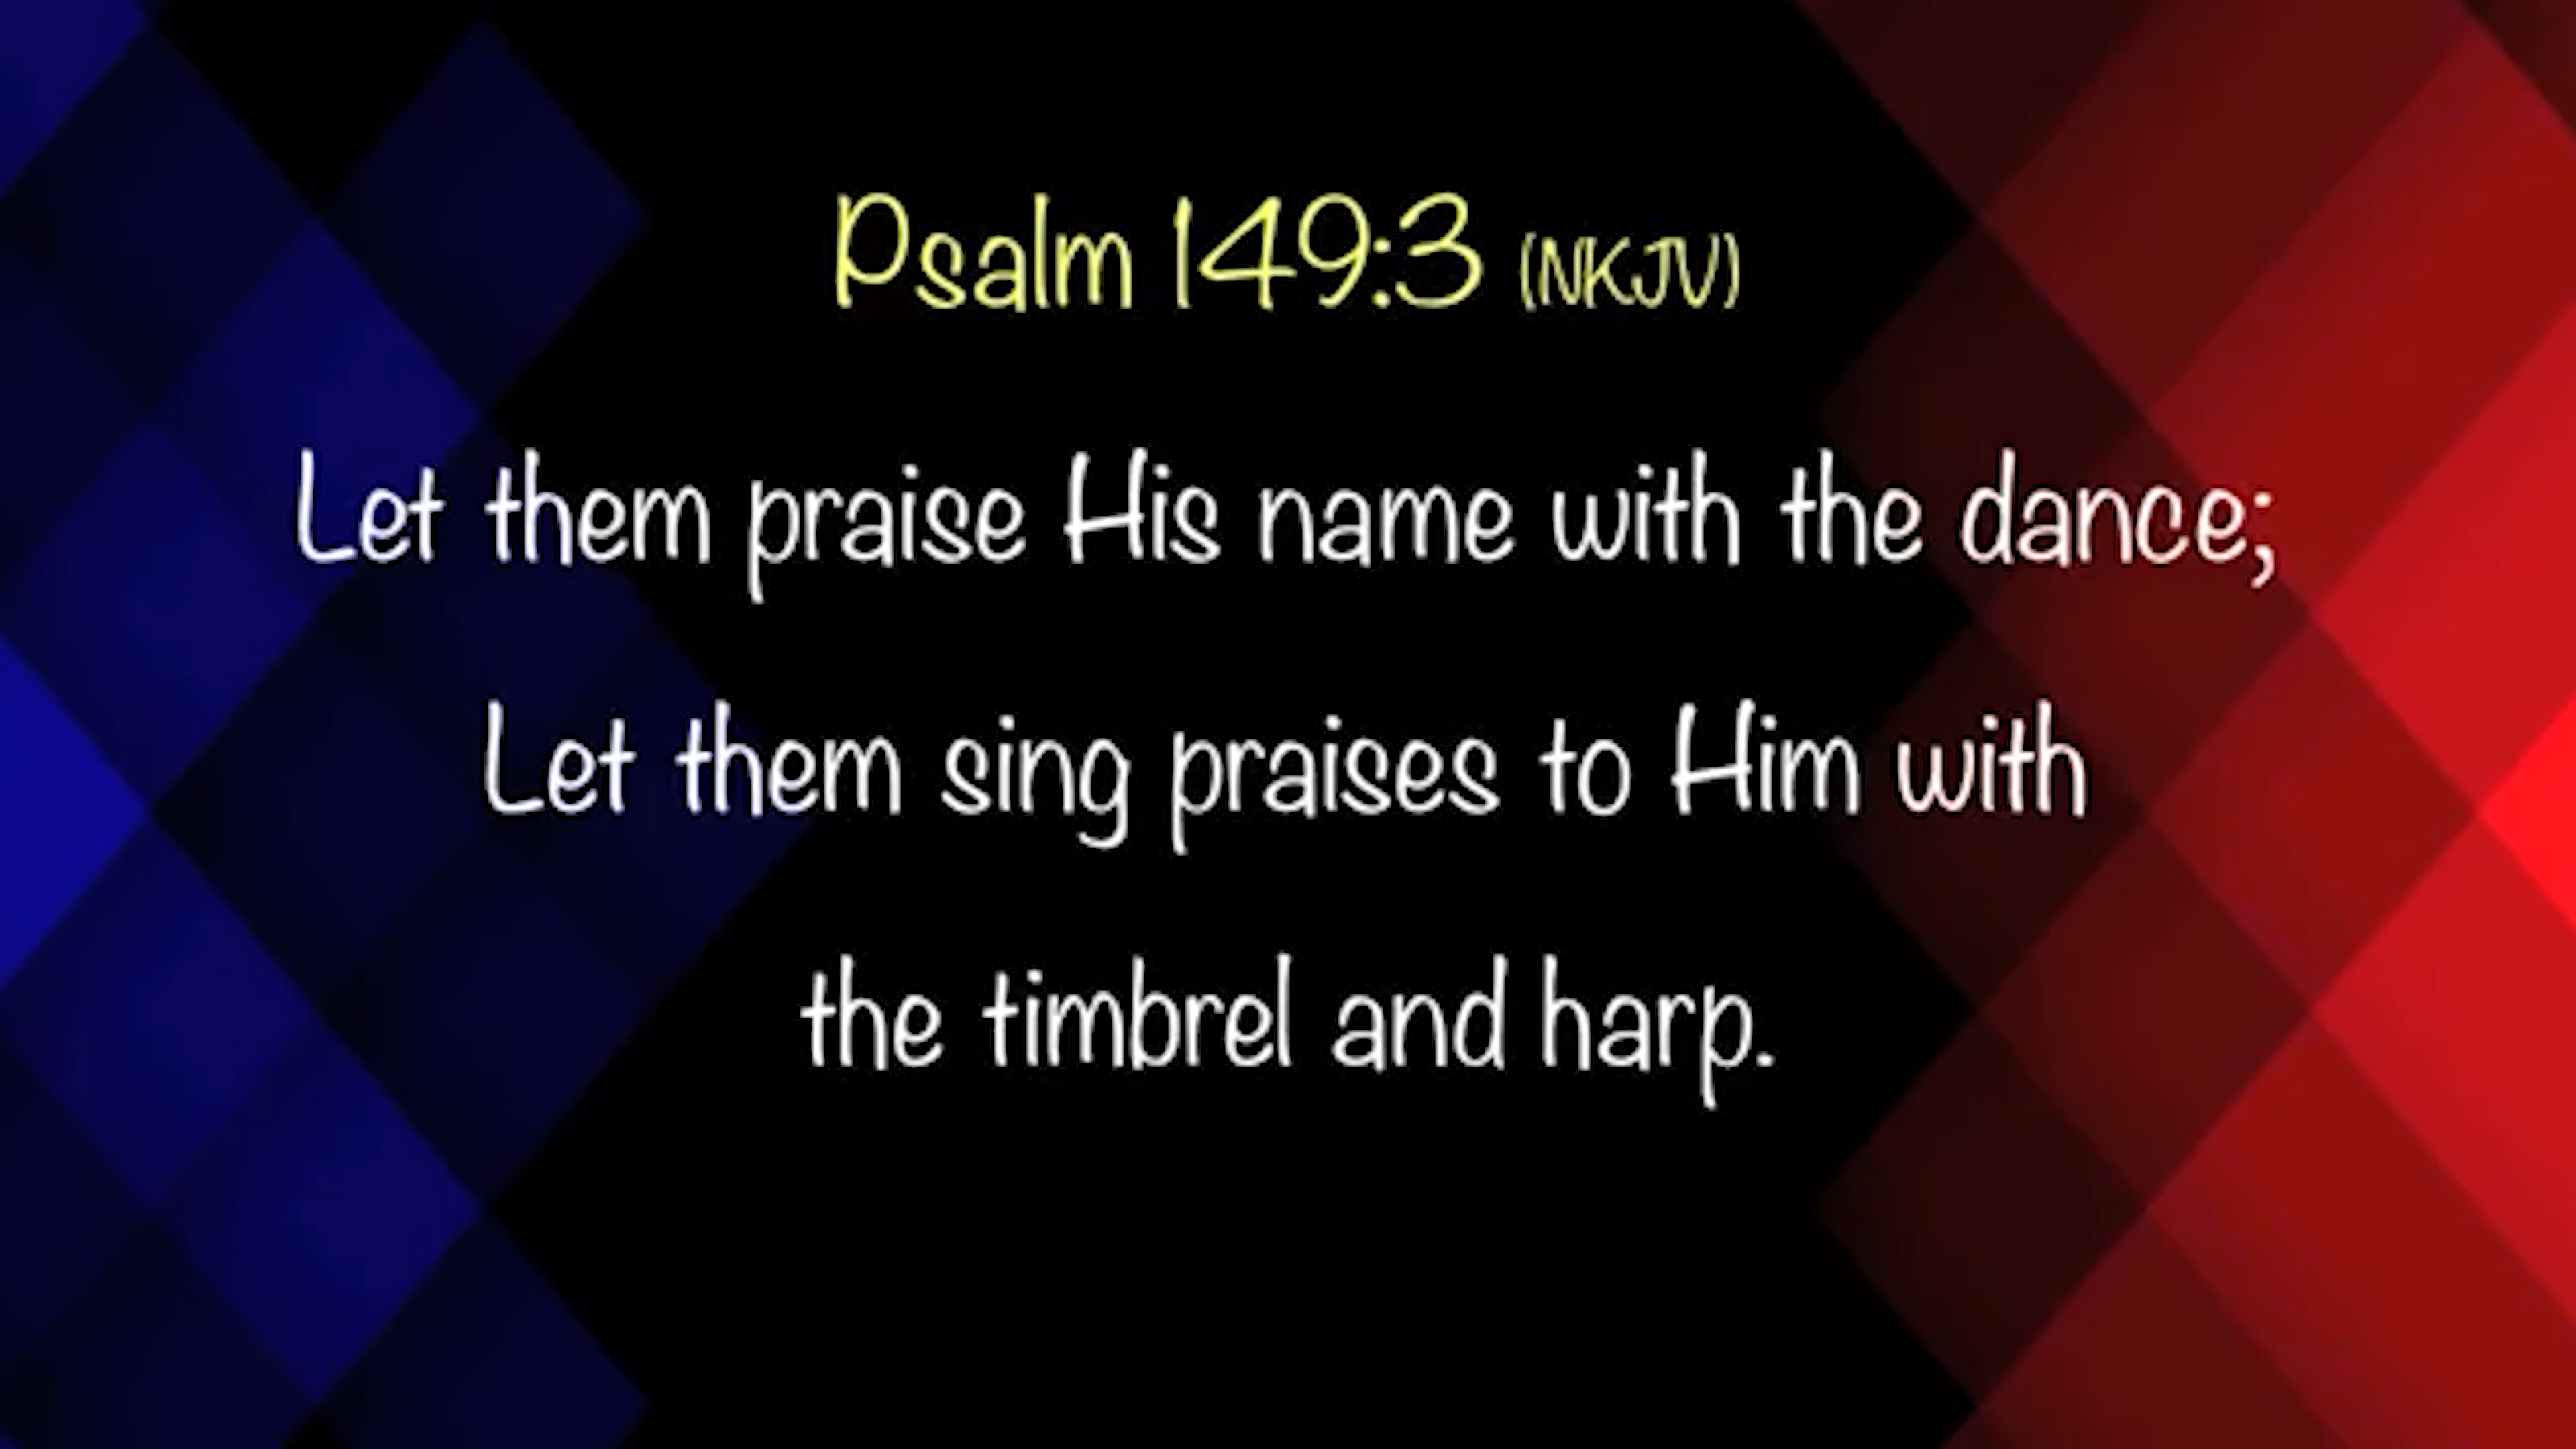 Psalm 149:3 (NKJV)
Let them praise His name with the dance;
Let them sing praises to Him with
the timbrel and harp.